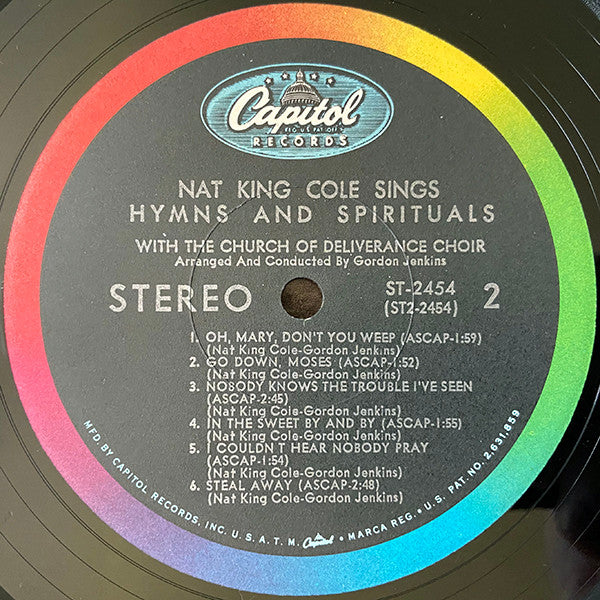 Capitol
REG. U.S. PAT. OFF.
RECORDS
NAT KING COLE SINGS
HYMNS AND SPIRITUALS
WITH THE CHURCH OF DELIVERANCE CHOIR
Arranged And Conducted By Gordon Jenkins
STEREO
ST-2454
(ST2-2454)
2
1. OH, MARY, DON'T YOU WEEP (ASCAP-1:59)
(Nat King Cole-Gordon Jenkins)
2. GO DOWN, MOSES (ASCAP-1:52)
(Nat King Cole-Gordon Jenkins)
3. NOBODY KNOWS THE TROUBLE I'VE SEEN
(ASCAP-2:45)
(Nat King Cole-Gordon Jenkins)
4. IN THE SWEET BY AND BY (ASCAP-1:55)
(Nat King Cole-Gordon Jenkins)
5. I COULDN'T HEAR NOBODY PRAY
(ASCAP-1:54)
(Nat King Cole-Gordon Jenkins)
6. STEAL AWAY (ASCAP-2:48)
(Nat King Cole-Gordon Jenkins)
MFD. BY CAPITOL RECORDS, INC. U.S.A. T.M. Capitol • MARCA REG. • U.S. PAT. NO. 2,631,859